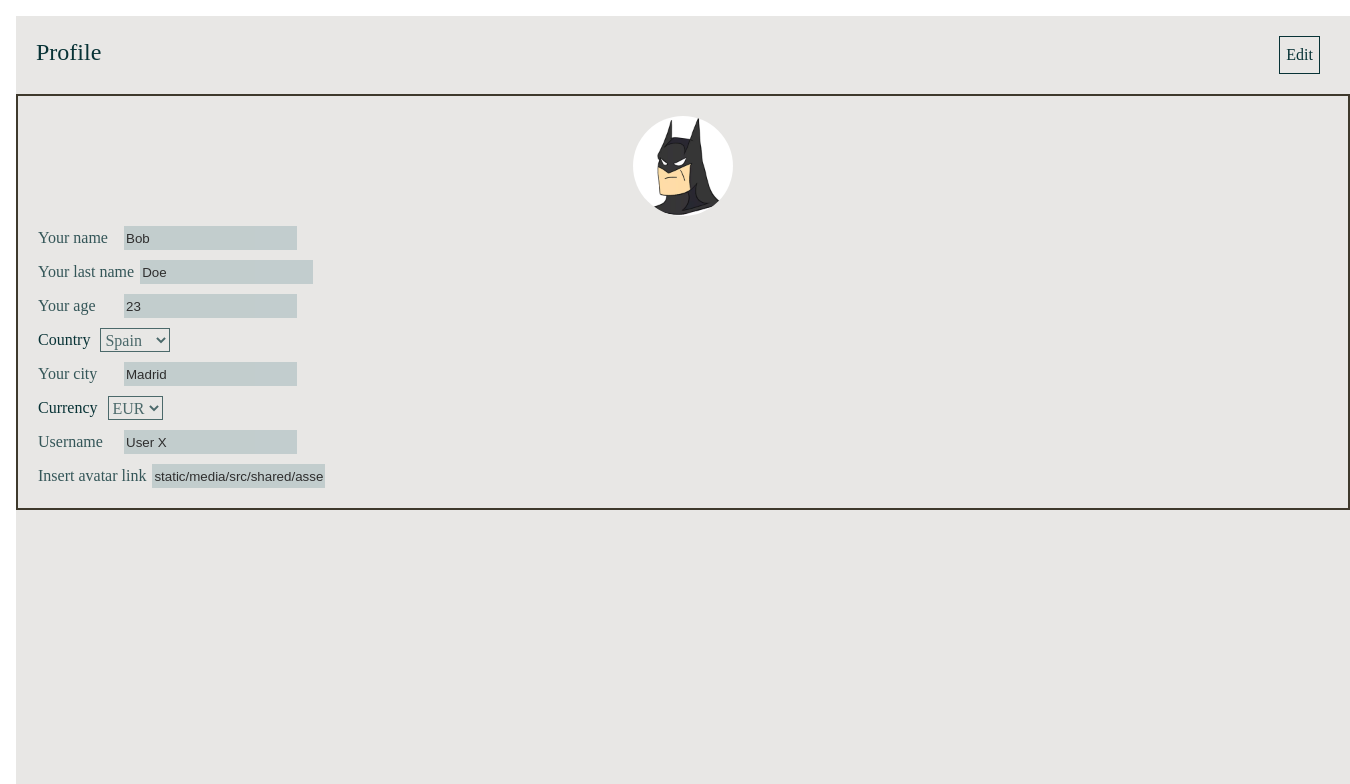 Profile
Edit
Your name Bob
Your last name Doe
Your age 23
Country Spain
Your city Madrid
Currency EUR
Username User X
Insert avatar link static/media/src/shared/asse